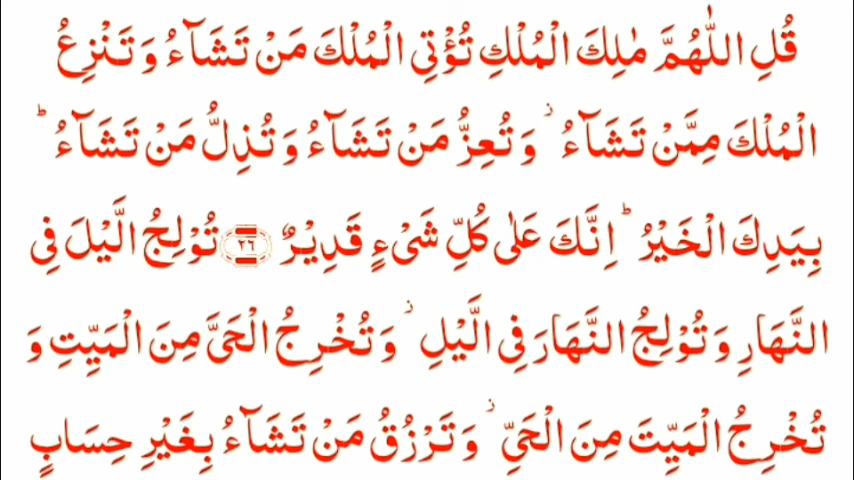 قُلِ اللّٰهُمَّ مٰلِكَ الْمُلْكِ تُؤْتِي الْمُلْكَ مَنْ تَشَآءُ وَ تَنْزِعُ
الْمُلْكَ مِمَّنْ تَشَآءُ ۫ وَ تُعِزُّ مَنْ تَشَآءُ وَ تُذِلُّ مَنْ تَشَآءُ ؕ
بِيَدِكَ الْخَيْرُ ؕ اِنَّكَ عَلٰى كُلِّ شَیْءٍ قَدِيْرٌ ﴿۲۶﴾ تُوْلِجُ الَّيْلَ فِی
النَّهَارِ وَ تُوْلِجُ النَّهَارَ فِی الَّيْلِ ۫ وَ تُخْرِجُ الْحَیَّ مِنَ الْمَيِّتِ وَ
تُخْرِجُ الْمَيِّتَ مِنَ الْحَیِّ ۫ وَ تَرْزُقُ مَنْ تَشَآءُ بِغَيْرِ حِسَابٍ